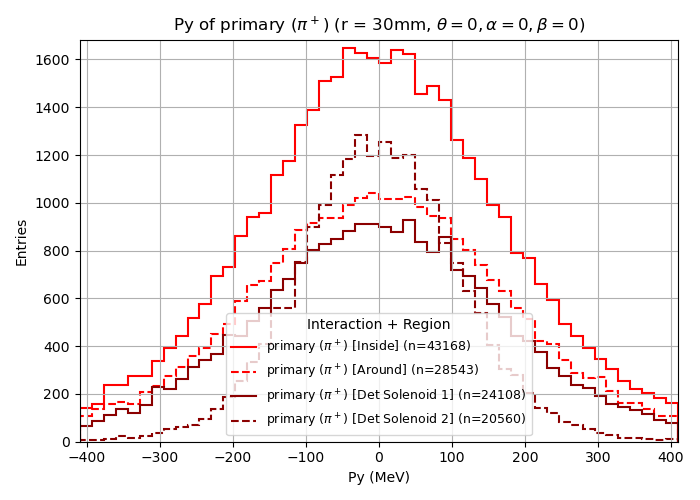 Py of primary (π⁺) (r = 30mm, θ = 0, α = 0, β = 0)
1600
1400
1200
1000
800
600
400
200
0
Entries
Interaction + Region
primary (π⁺) [Inside] (n=43168)
primary (π⁺) [Around] (n=28543)
primary (π⁺) [Det Solenoid 1] (n=24108)
primary (π⁺) [Det Solenoid 2] (n=20560)
−400 −300 −200 −100 0 100 200 300 400
Py (MeV)